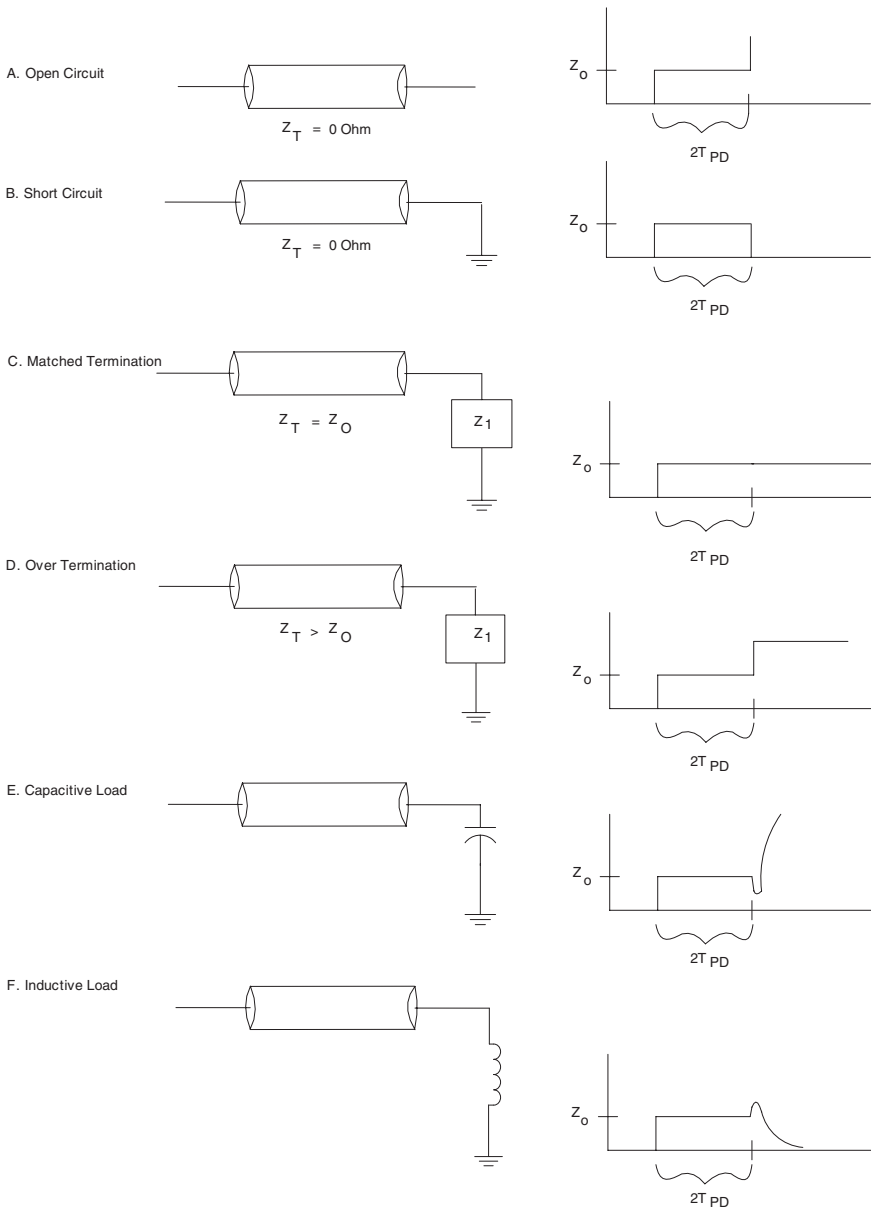 A. Open Circuit
Z_T = 0 Ohm
Z_o
2T_PD
B. Short Circuit
Z_T = 0 Ohm
Z_o
2T_PD
C. Matched Termination
Z_T = Z_O
Z_1
Z_o
2T_PD
D. Over Termination
Z_T > Z_O
Z_1
Z_o
2T_PD
E. Capacitive Load
Z_o
2T_PD
F. Inductive Load
Z_o
2T_PD